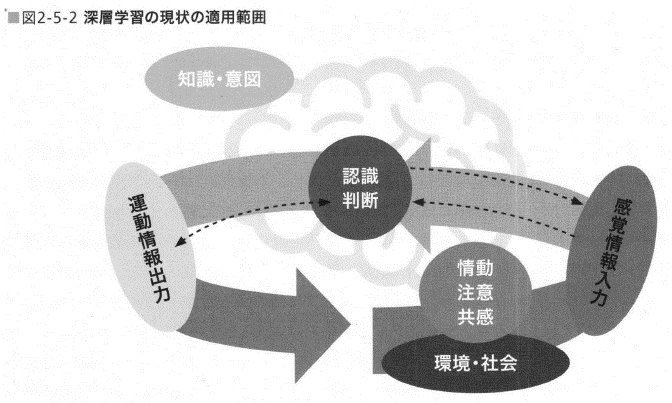 ■図2-5-2 深層学習の現状の適用範囲
知識・意図
認識
判断
運動情報出力
感覚情報入力
情動
注意
共感
環境・社会